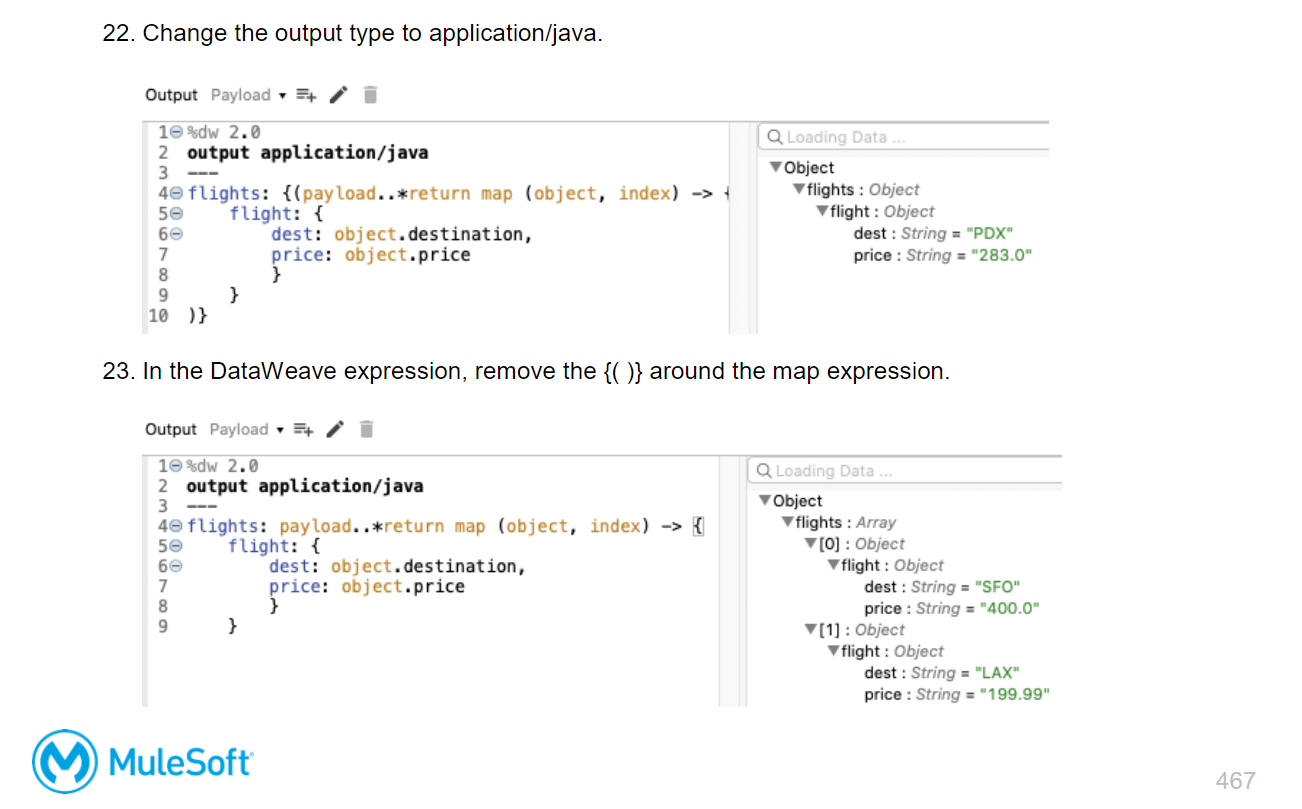 22. Change the output type to application/java.
Output Payload
1 %dw 2.0
2 output application/java
3 ---
4 flights: {(payload..*return map (object, index) -> {
5 flight: {
6 dest: object.destination,
7 price: object.price
8 }
9 }
10 )}
Loading Data ...
Object
flights : Object
flight : Object
dest : String = "PDX"
price : String = "283.0"
23. In the DataWeave expression, remove the {( )} around the map expression.
Output Payload
1 %dw 2.0
2 output application/java
3 ---
4 flights: payload..*return map (object, index) -> {
5 flight: {
6 dest: object.destination,
7 price: object.price
8 }
9 }
Loading Data ...
Object
flights : Array
[0] : Object
flight : Object
dest : String = "SFO"
price : String = "400.0"
[1] : Object
flight : Object
dest : String = "LAX"
price : String = "199.99"
MuleSoft
467